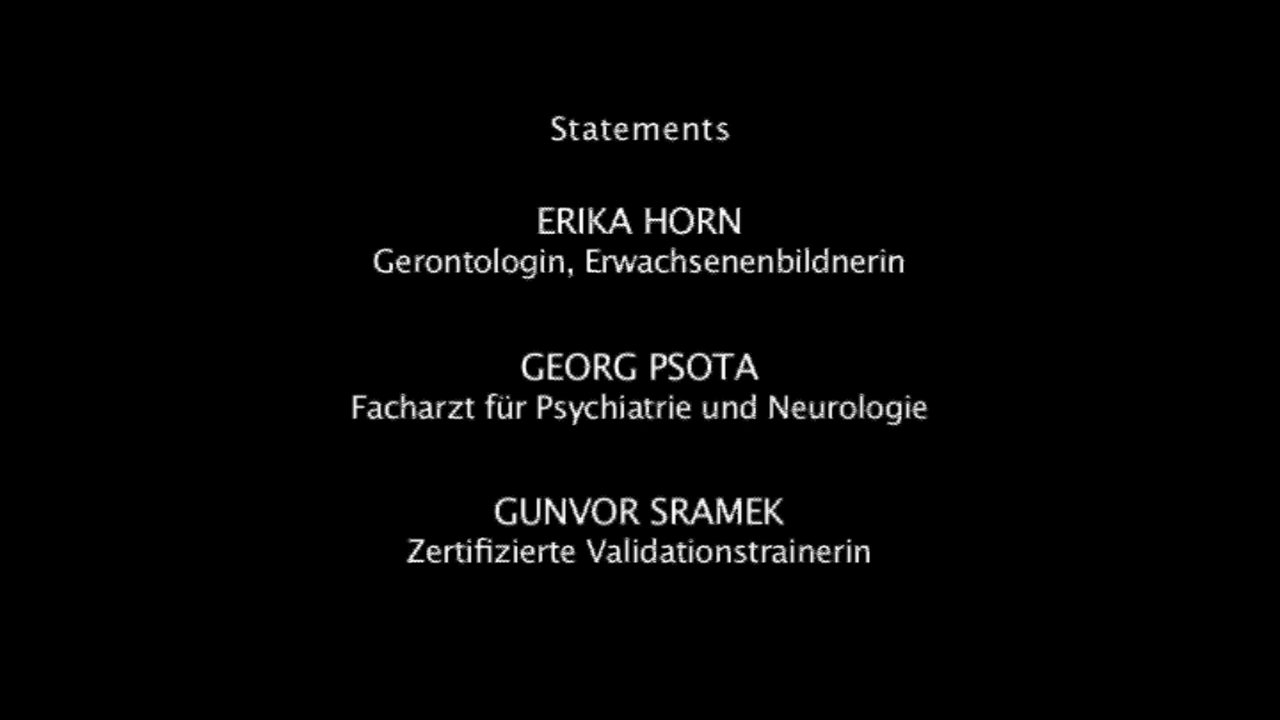 Statements
ERIKA HORN
Gerontologin, Erwachsenenbildnerin
GEORG PSOTA
Facharzt für Psychiatrie und Neurologie
GUNVOR SRAMEK
Zertifizierte Validationstrainerin